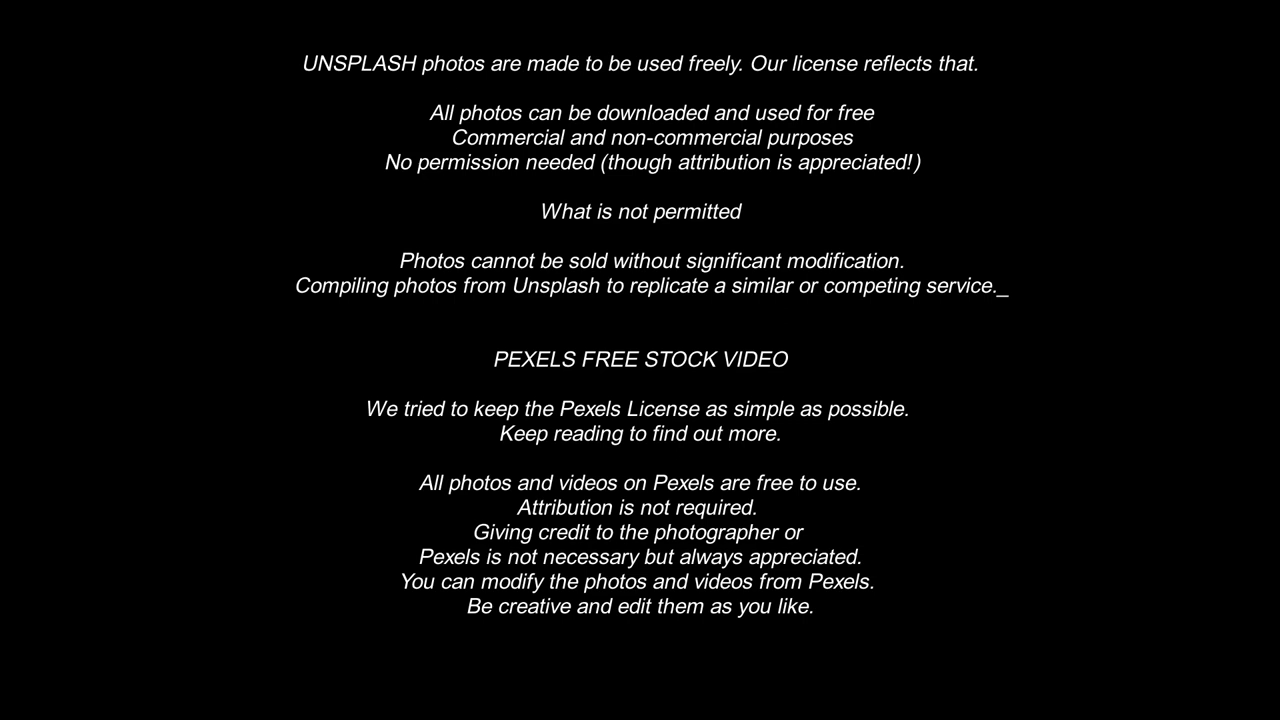 UNSPLASH photos are made to be used freely. Our license reflects that.
All photos can be downloaded and used for free
Commercial and non-commercial purposes
No permission needed (though attribution is appreciated!)
What is not permitted
Photos cannot be sold without significant modification.
Compiling photos from Unsplash to replicate a similar or competing service._
PEXELS FREE STOCK VIDEO
We tried to keep the Pexels License as simple as possible.
Keep reading to find out more.
All photos and videos on Pexels are free to use.
Attribution is not required.
Giving credit to the photographer or
Pexels is not necessary but always appreciated.
You can modify the photos and videos from Pexels.
Be creative and edit them as you like.